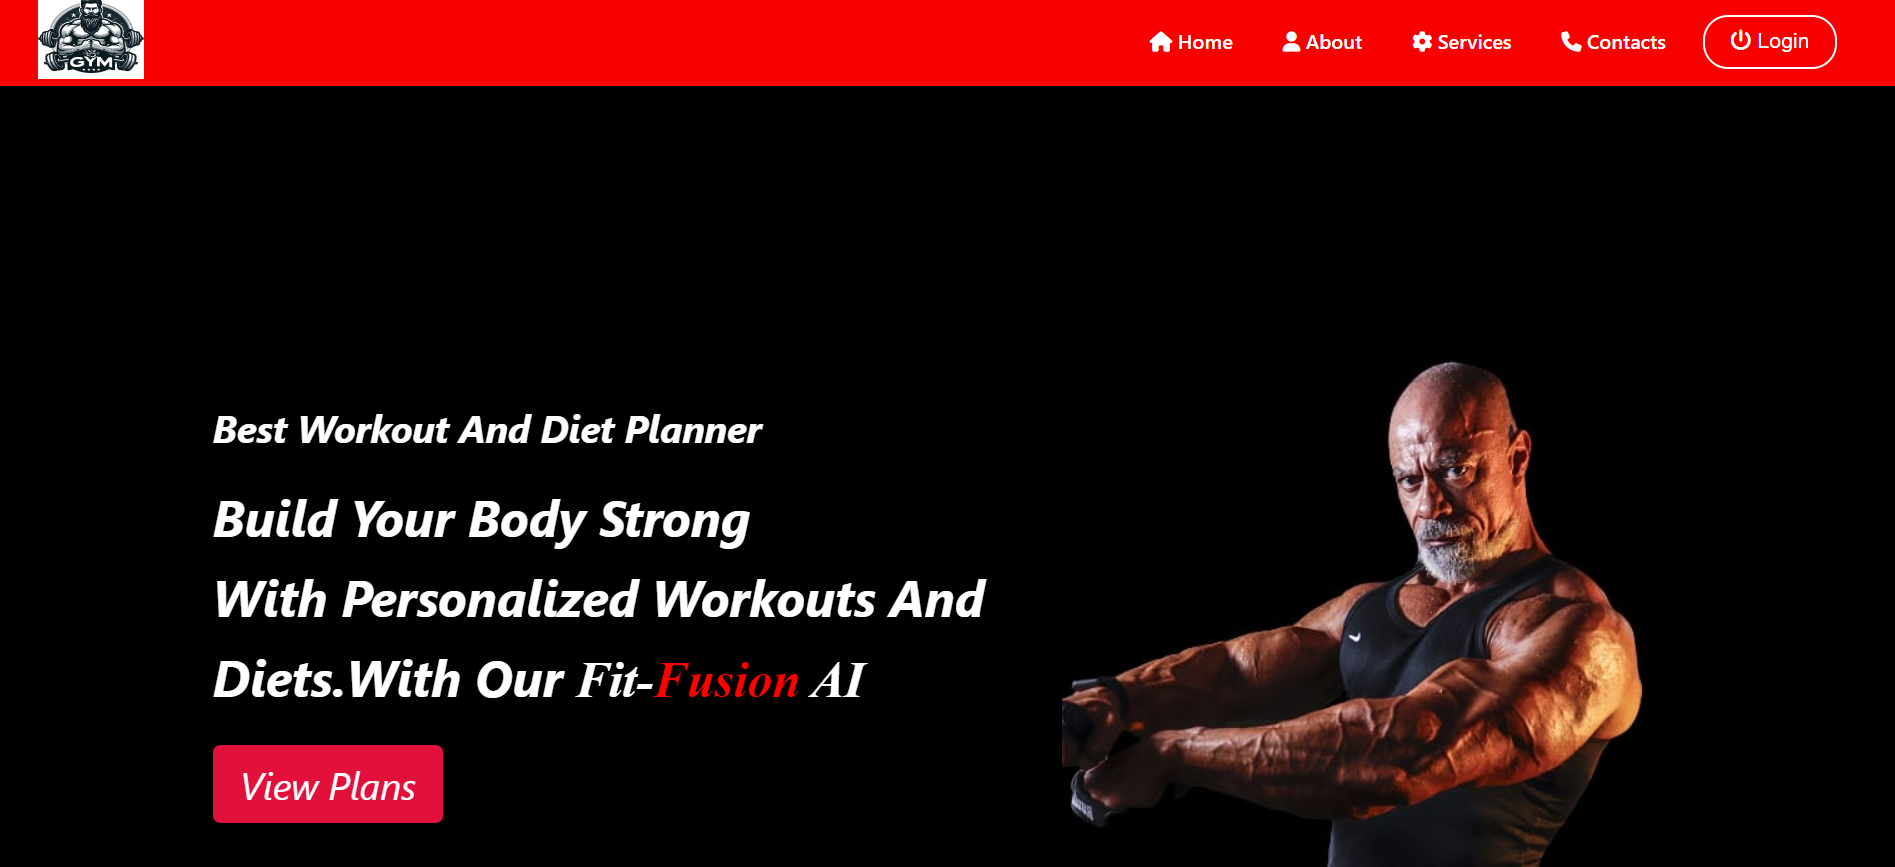 GYM
Home About Services Contacts Login
Best Workout And Diet Planner
Build Your Body Strong
With Personalized Workouts And
Diets.With Our Fit-Fusion AI
View Plans